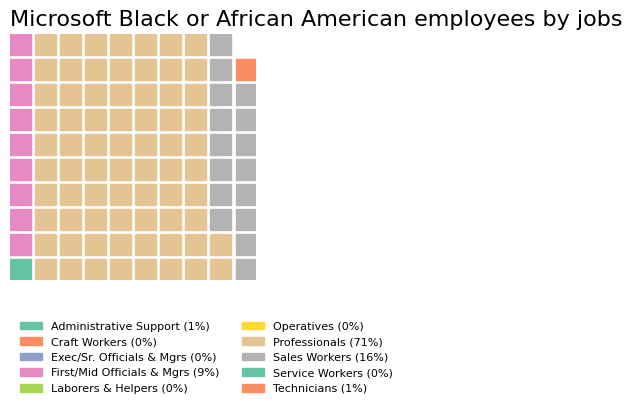 Microsoft Black or African American employees by jobs
Administrative Support (1%)
Craft Workers (0%)
Exec/Sr. Officials & Mgrs (0%)
First/Mid Officials & Mgrs (9%)
Laborers & Helpers (0%)
Operatives (0%)
Professionals (71%)
Sales Workers (16%)
Service Workers (0%)
Technicians (1%)